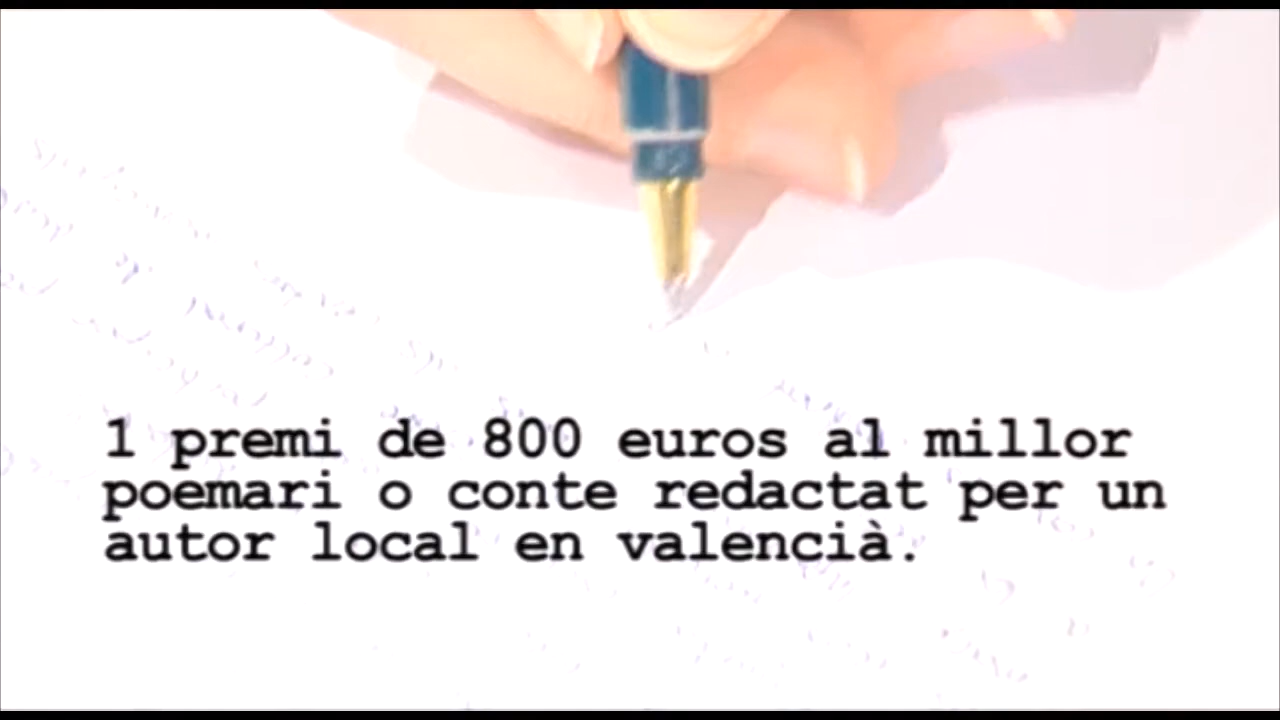 1 premi de 800 euros al millor
poemari o conte redactat per un
autor local en valencià.